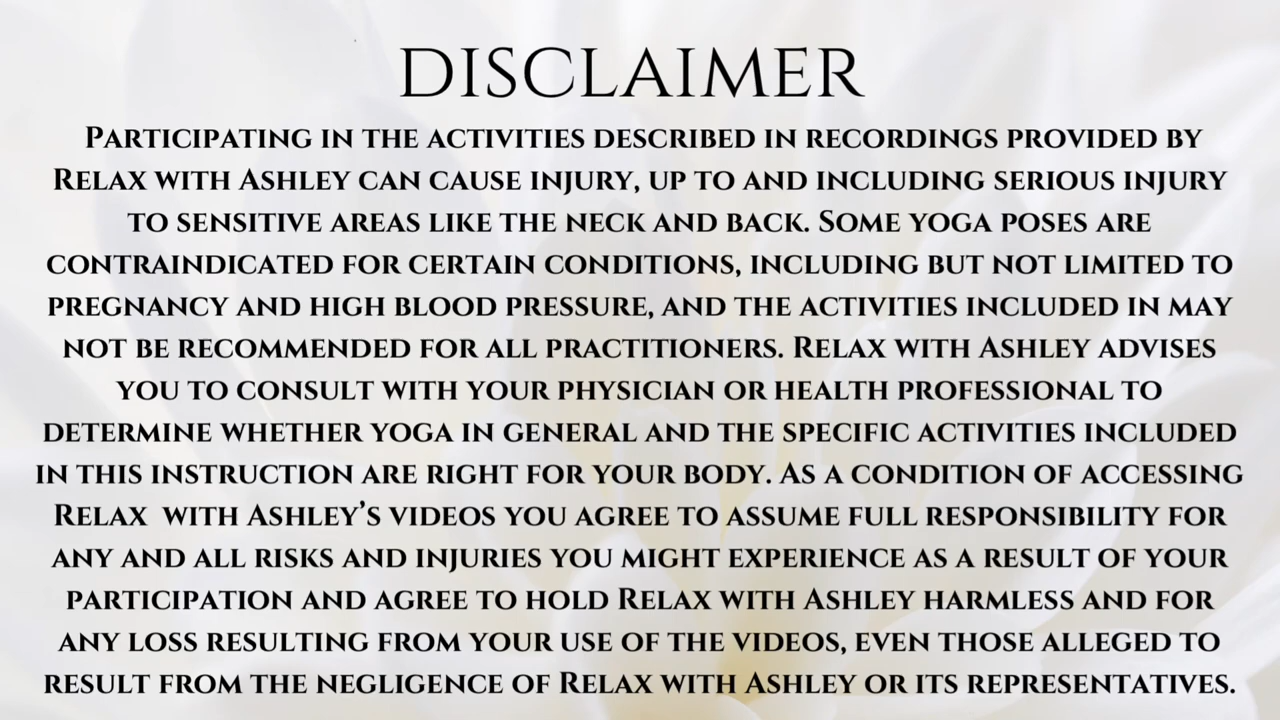 DISCLAIMER
Participating in the activities described in recordings provided by
Relax with Ashley can cause injury, up to and including serious injury
to sensitive areas like the neck and back. Some yoga poses are
contraindicated for certain conditions, including but not limited to
pregnancy and high blood pressure, and the activities included in may
not be recommended for all practitioners. Relax with Ashley advises
you to consult with your physician or health professional to
determine whether yoga in general and the specific activities included
in this instruction are right for your body. As a condition of accessing
Relax with Ashley’s videos you agree to assume full responsibility for
any and all risks and injuries you might experience as a result of your
participation and agree to hold Relax with Ashley harmless and for
any loss resulting from your use of the videos, even those alleged to
result from the negligence of Relax with Ashley or its representatives.